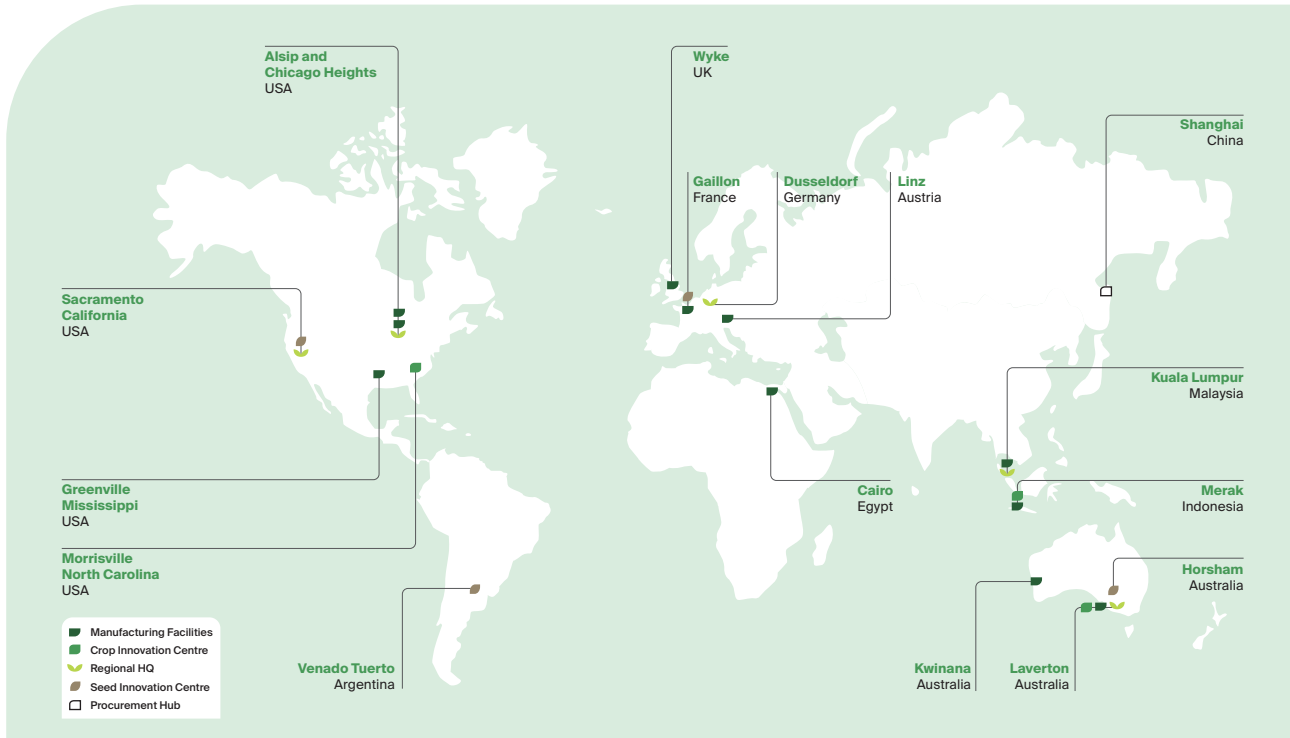 Alsip and
Chicago Heights
USA
Wyke
UK
Shanghai
China
Gaillon
France
Dusseldorf
Germany
Linz
Austria
Sacramento
California
USA
Kuala Lumpur
Malaysia
Greenville
Mississippi
USA
Cairo
Egypt
Merak
Indonesia
Morrisville
North Carolina
USA
Horsham
Australia
Venado Tuerto
Argentina
Kwinana
Australia
Laverton
Australia
Manufacturing Facilities
Crop Innovation Centre
Regional HQ
Seed Innovation Centre
Procurement Hub